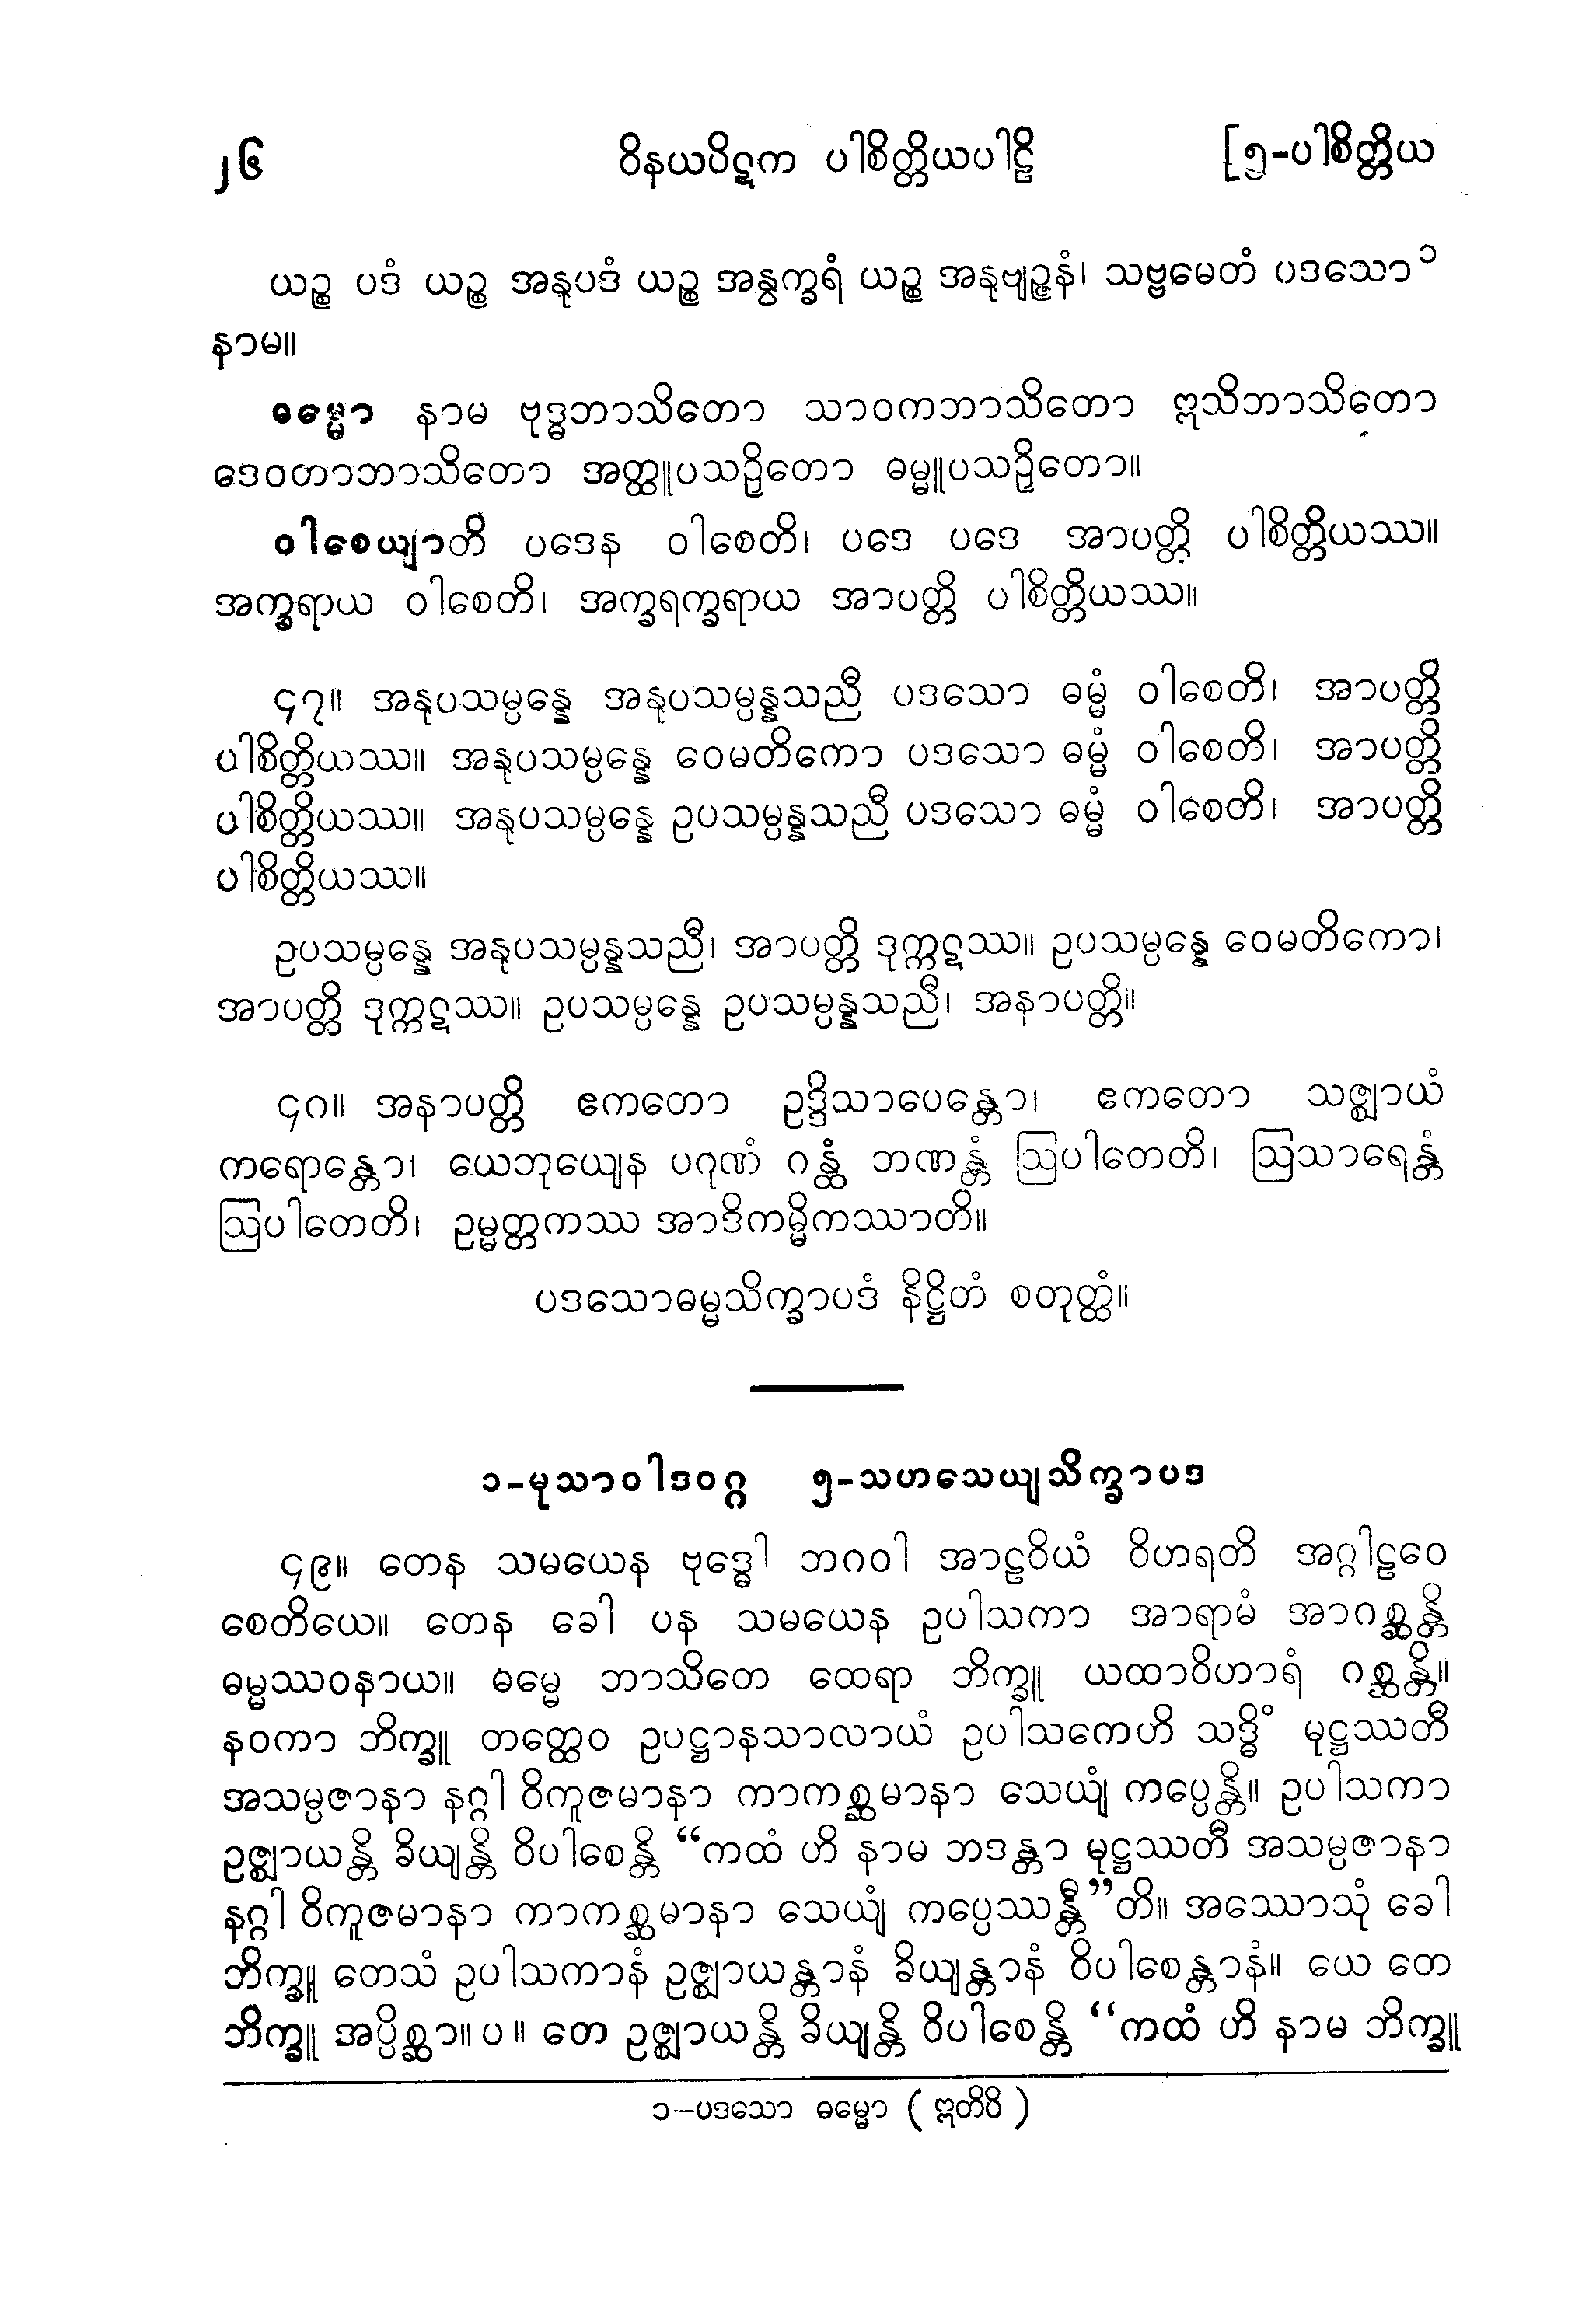 ၂၆ ဝိနယပိဋက ပါစိတ္တိယပါဠိ [၅-ပါစိတ္တိယ
ယဉ္စ ပဒံ ယဉ္စ အနုပဒံ ယဉ္စ အနွက္ခရံ ယဉ္စ အနုဗျဉ္ဇနံ၊ သဗ္ဗမေတံ ပဒသော ၁
နာမ။
ဓမ္မော နာမ ဗုဒ္ဓဘာသိတော သာဝကဘာသိတော ဣသိဘာသိတော
ဒေဝတာဘာသိတော အတ္ထူပသဉှိတော ဓမ္မူပသဉှိတော။
ဝါစေယျာတိ ပဒေန ဝါစေတိ၊ ပဒေ ပဒေ အာပတ္တိ ပါစိတ္တိယဿ။
အက္ခရာယ ဝါစေတိ၊ အက္ခရက္ခရာယ အာပတ္တိ ပါစိတ္တိယဿ။
၄၇။ အနုပသမ္ပန္နေ အနုပသမ္ပန္နသညီ ပဒသော ဓမ္မံ ဝါစေတိ၊ အာပတ္တိ
ပါစိတ္တိယဿ။ အနုပသမ္ပန္နေ ဝေမတိကော ပဒသော ဓမ္မံ ဝါစေတိ၊ အာပတ္တိ
ပါစိတ္တိယဿ။ အနုပသမ္ပန္နေ ဥပသမ္ပန္နသညီ ပဒသော ဓမ္မံ ဝါစေတိ၊ အာပတ္တိ
ပါစိတ္တိယဿ။
ဥပသမ္ပန္နေ အနုပသမ္ပန္နသညီ၊ အာပတ္တိ ဒုက္ကဋဿ။ ဥပသမ္ပန္နေ ဝေမတိကော၊
အာပတ္တိ ဒုက္ကဋဿ။ ဥပသမ္ပန္နေ ဥပသမ္ပန္နသညီ၊ အနာပတ္တိ။
၄၈။ အနာပတ္တိ ဧကတော ဥဒ္ဒိသာပေန္တော၊ ဧကတော သဇ္ဈာယံ
ကရောန္တော၊ ယေဘုယျေန ပဂုဏံ ဂန္ထံ ဘဏန္တံ ဩပါတေတိ၊ ဩသာရေန္တံ
ဩပါတေတိ၊ ဥမ္မတ္တကဿ အာဒိကမ္မိကဿာတိ။
ပဒသောဓမ္မသိက္ခာပဒံ နိဋ္ဌိတံ စတုတ္ထံ။
၁-မုသာဝါဒဝဂ္ဂ ၅-သဟသေယျသိက္ခာပဒ
၄၉။ တေန သမယေန ဗုဒ္ဓေါ ဘဂဝါ အာဠဝိယံ ဝိဟရတိ အဂ္ဂါဠဝေ
စေတိယေ။ တေန ခေါ ပန သမယေန ဥပါသကာ အာရာမံ အာဂစ္ဆန္တိ
ဓမ္မဿဝနာယ။ ဓမ္မေ ဘာသိတေ ထေရာ ဘိက္ခူ ယထာဝိဟာရံ ဂစ္ဆန္တိ။
နဝကာ ဘိက္ခူ တတ္ထေဝ ဥပဋ္ဌာနသာလာယံ ဥပါသကေဟိ သဒ္ဓိံ မုဋ္ဌဿတီ
အသမ္ပဇာနာ နဂ္ဂါ ဝိကူဇမာနာ ကာကစ္ဆမာနာ သေယျံ ကပ္ပေန္တိ။ ဥပါသကာ
ဥဇ္ဈာယန္တိ ခိယျန္တိ ဝိပါစေန္တိ “ကထံ ဟိ နာမ ဘဒန္တာ မုဋ္ဌဿတီ အသမ္ပဇာနာ
နဂ္ဂါ ဝိကူဇမာနာ ကာကစ္ဆမာနာ သေယျံ ကပ္ပေဿန္တီ”တိ။ အဿောသုံ ခေါ
ဘိက္ခူ တေသံ ဥပါသကာနံ ဥဇ္ဈာယန္တာနံ ခိယျန္တာနံ ဝိပါစေန္တာနံ။ ယေ တေ
ဘိက္ခူ အပ္ပိစ္ဆာ။ ပ ။ တေ ဥဇ္ဈာယန္တိ ခိယျန္တိ ဝိပါစေန္တိ “ကထံ ဟိ နာမ ဘိက္ခူ
၁-ပဒသော ဓမ္မော ( ဣတိပိ )